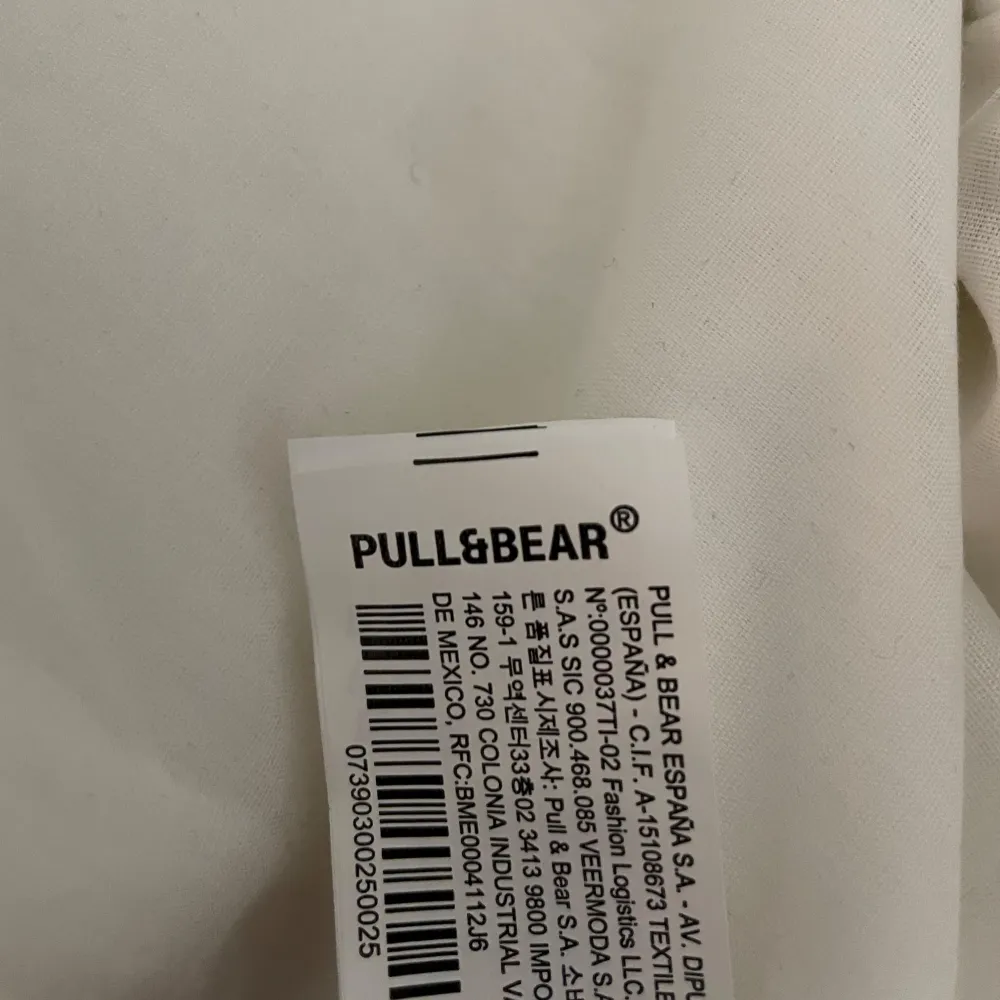 PULL&BEAR®
PULL & BEAR ESPAÑA S.A. - AV. DIPU
(ESPAÑA) - C.I.F. A-15108673 TEXTILE
Nº:0000037TI-02 Fashion Logistics LLC.
S.A.S SIC 900.468.085 VEERMODA S.A
른 품질표시제조사: Pull & Bear S.A. 소비
159-1 무역센터33층02 3413 9800 IMPO
146 NO. 730 COLONIA INDUSTRIAL VA
DE MEXICO, RFC:BME0004112J6
07390300250025